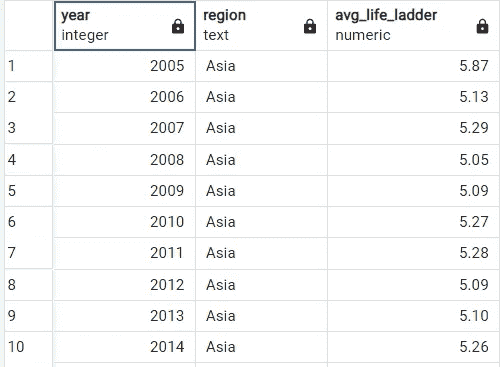 year region avg_life_ladder
integer text numeric
1 2005 Asia 5.87
2 2006 Asia 5.13
3 2007 Asia 5.29
4 2008 Asia 5.05
5 2009 Asia 5.09
6 2010 Asia 5.27
7 2011 Asia 5.28
8 2012 Asia 5.09
9 2013 Asia 5.10
10 2014 Asia 5.26